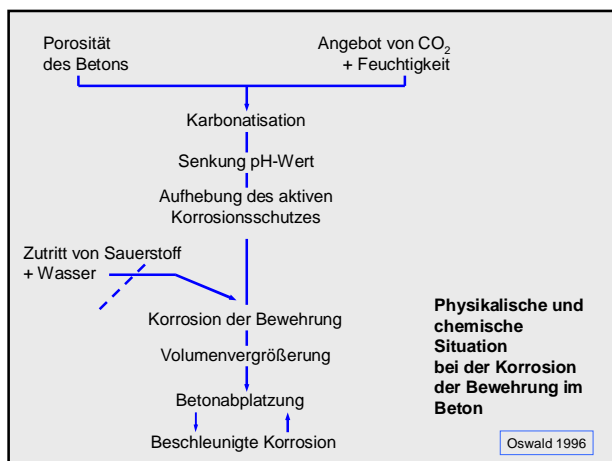 Porosität
des Betons
Angebot von CO₂
+ Feuchtigkeit
Karbonatisation
Senkung pH-Wert
Aufhebung des aktiven
Korrosionsschutzes
Zutritt von Sauerstoff
+ Wasser
Korrosion der Bewehrung
Volumenvergrößerung
Betonabplatzung
Beschleunigte Korrosion
Physikalische und
chemische
Situation
bei der Korrosion
der Bewehrung im
Beton
Oswald 1996